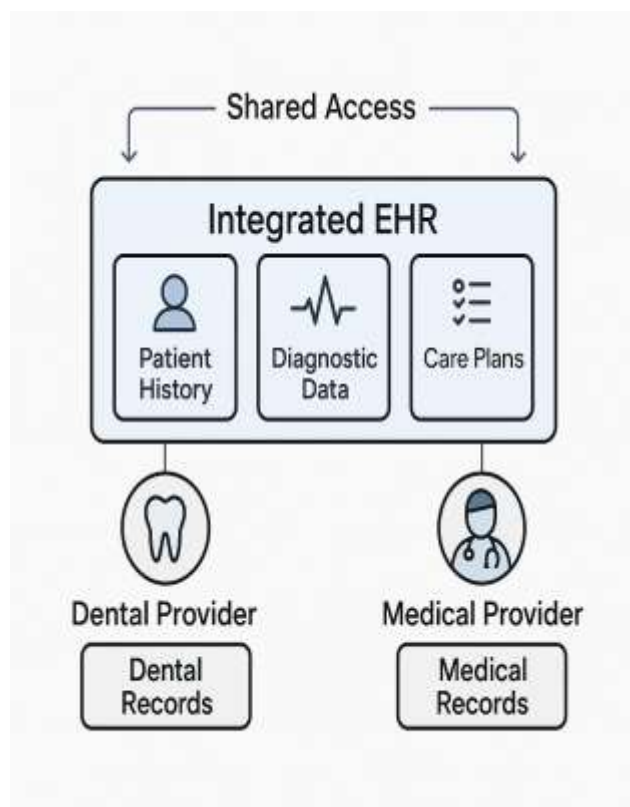 Shared Access
Integrated EHR
Patient
History
Diagnostic
Data
Care Plans
Dental Provider
Medical Provider
Dental
Records
Medical
Records